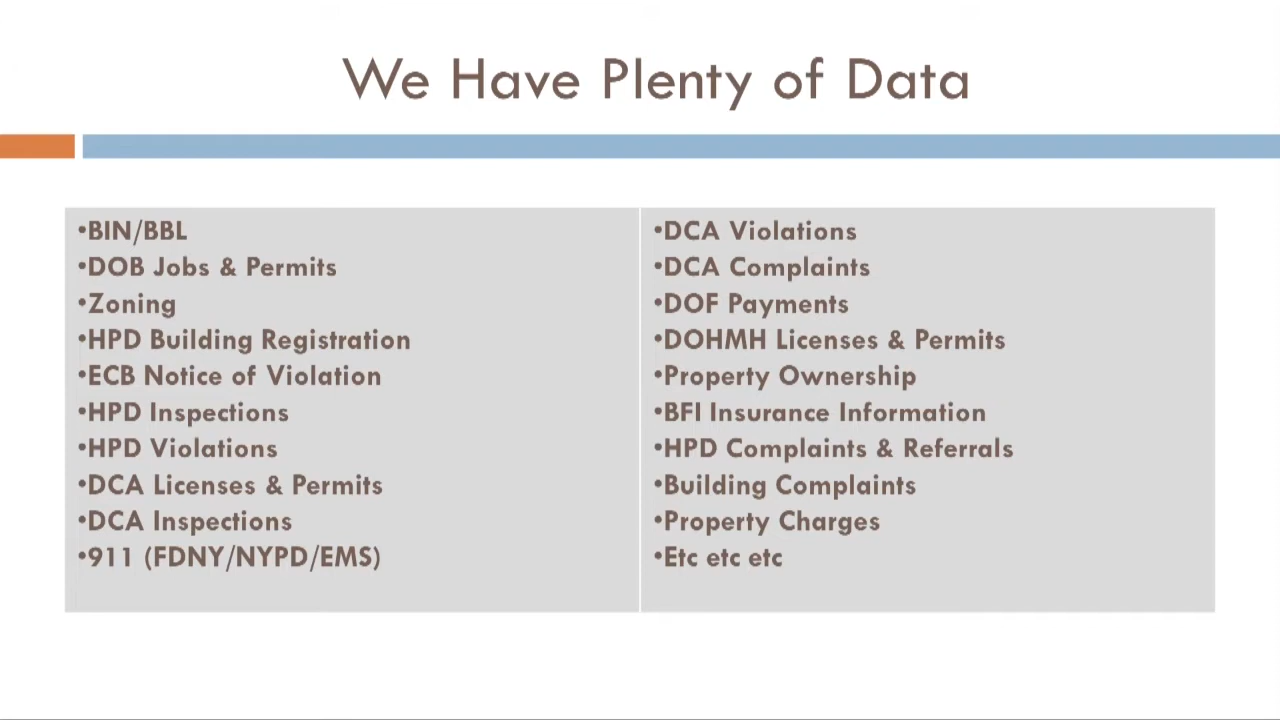 We Have Plenty of Data
•BIN/BBL
•DOB Jobs & Permits
•Zoning
•HPD Building Registration
•ECB Notice of Violation
•HPD Inspections
•HPD Violations
•DCA Licenses & Permits
•DCA Inspections
•911 (FDNY/NYPD/EMS)
•DCA Violations
•DCA Complaints
•DOF Payments
•DOHMH Licenses & Permits
•Property Ownership
•BFI Insurance Information
•HPD Complaints & Referrals
•Building Complaints
•Property Charges
•Etc etc etc